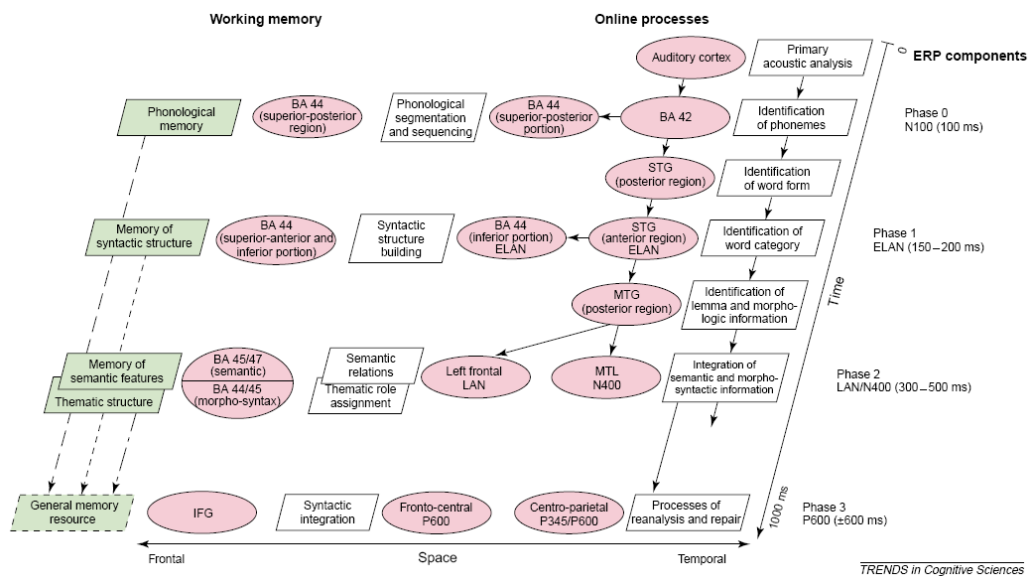 Working memory
Online processes
ERP components
0
Auditory cortex
Primary
acoustic analysis
Phonological
memory
BA 44
(superior-posterior
region)
Phonological
segmentation
and sequencing
BA 44
(superior-posterior
portion)
BA 42
Identification
of phonemes
Phase 0
N100 (100 ms)
STG
(posterior region)
Identification
of word form
Memory of
syntactic structure
BA 44
(superior-anterior and
inferior portion)
Syntactic
structure
building
BA 44
(inferior portion)
ELAN
STG
(anterior region)
ELAN
Identification of
word category
Phase 1
ELAN (150–200 ms)
Time
MTG
(posterior region)
Identification of
lemma and morpho-
logic information
Memory of
semantic features
Thematic structure
BA 45/47
(semantic)
BA 44/45
(morpho-syntax)
Semantic
relations
Thematic role
assignment
Left frontal
LAN
MTL
N400
Integration of
semantic and morpho-
syntactic information
Phase 2
LAN/N400 (300–500 ms)
General memory
resource
IFG
Syntactic
integration
Fronto-central
P600
Centro-parietal
P345/P600
Processes of
reanalysis and repair
1000 ms
Phase 3
P600 (±600 ms)
Frontal
Space
Temporal
TRENDS in Cognitive Sciences